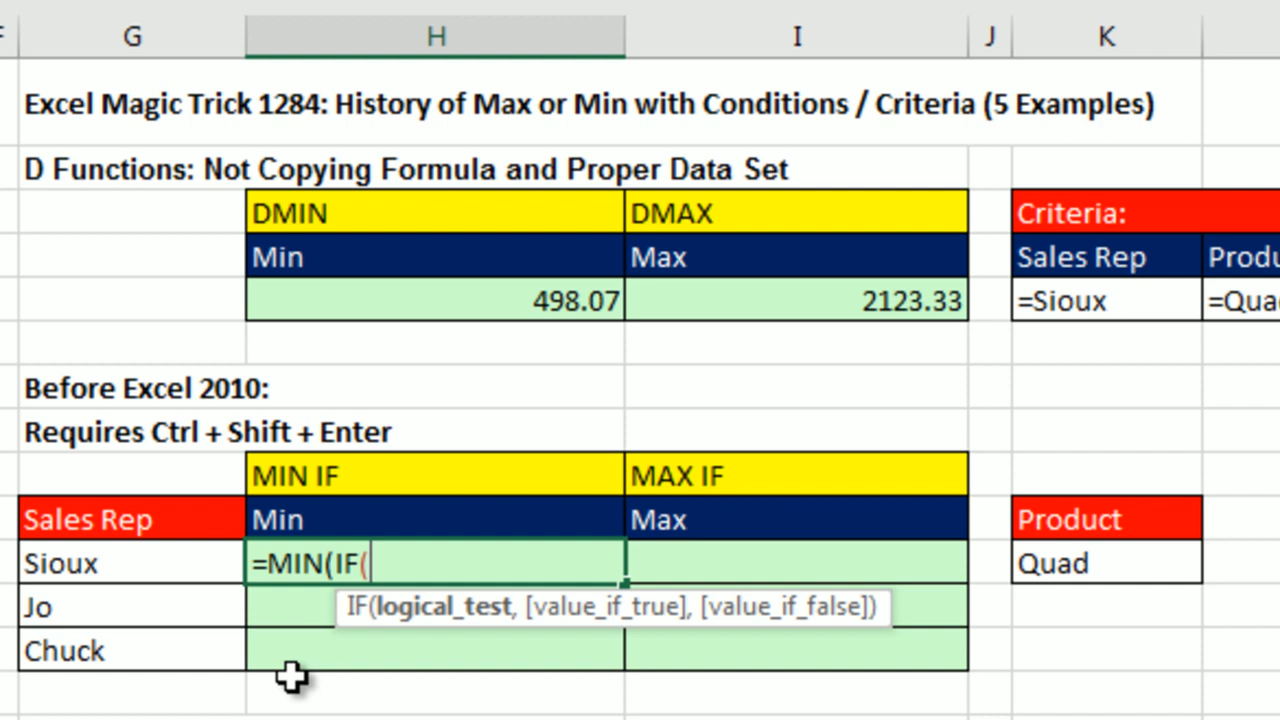 F G H I J K
Excel Magic Trick 1284: History of Max or Min with Conditions / Criteria (5 Examples)
D Functions: Not Copying Formula and Proper Data Set
DMIN DMAX Criteria:
Min Max Sales Rep Produ
498.07 2123.33 =Sioux =Quad
Before Excel 2010:
Requires Ctrl + Shift + Enter
MIN IF MAX IF
Sales Rep Min Max Product
Sioux =MIN(IF( Quad
Jo IF(logical_test, [value_if_true], [value_if_false])
Chuck